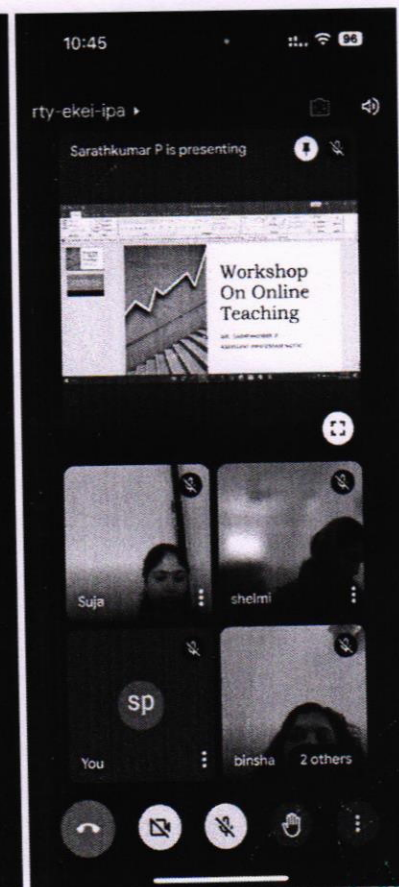 10:45
96
rty-ekei-ipa
Sarathkumar P is presenting
Workshop
On Online
Teaching
Suja
shelmi
sp
You
binsha 2 others